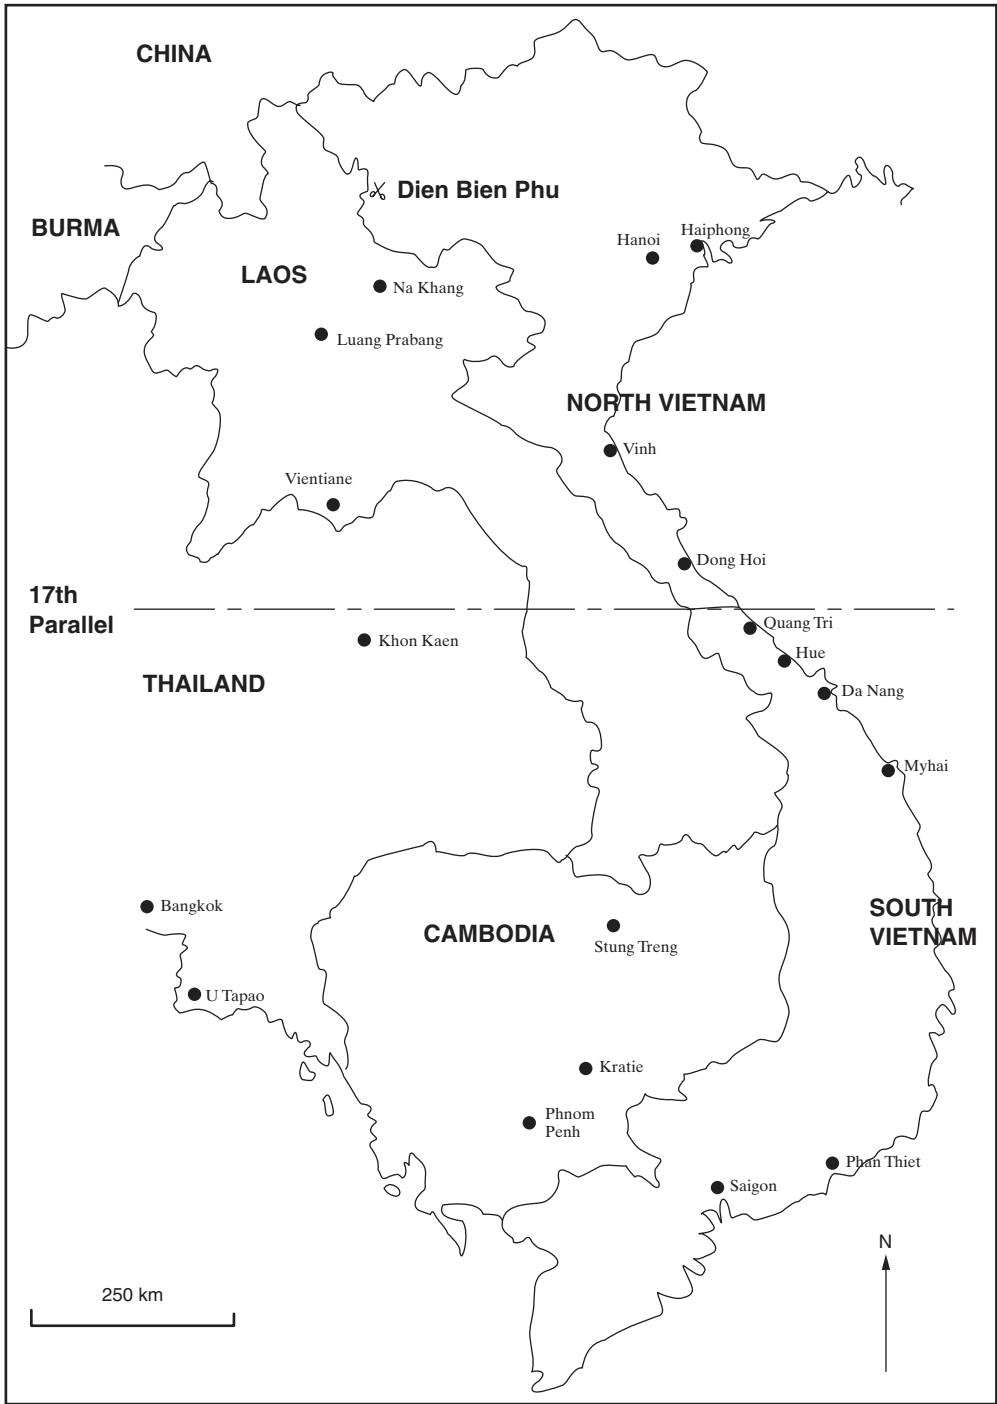 CHINA
Dien Bien Phu
BURMA
Haiphong
Hanoi
LAOS
Na Khang
Luang Prabang
NORTH VIETNAM
Vinh
Vientiane
Dong Hoi
17th
Parallel
Quang Tri
Khon Kaen
Hue
THAILAND
Da Nang
Myhai
Bangkok
SOUTH
VIETNAM
CAMBODIA
Stung Treng
U Tapao
Kratie
Phnom
Penh
Phan Thiet
Saigon
N
250 km